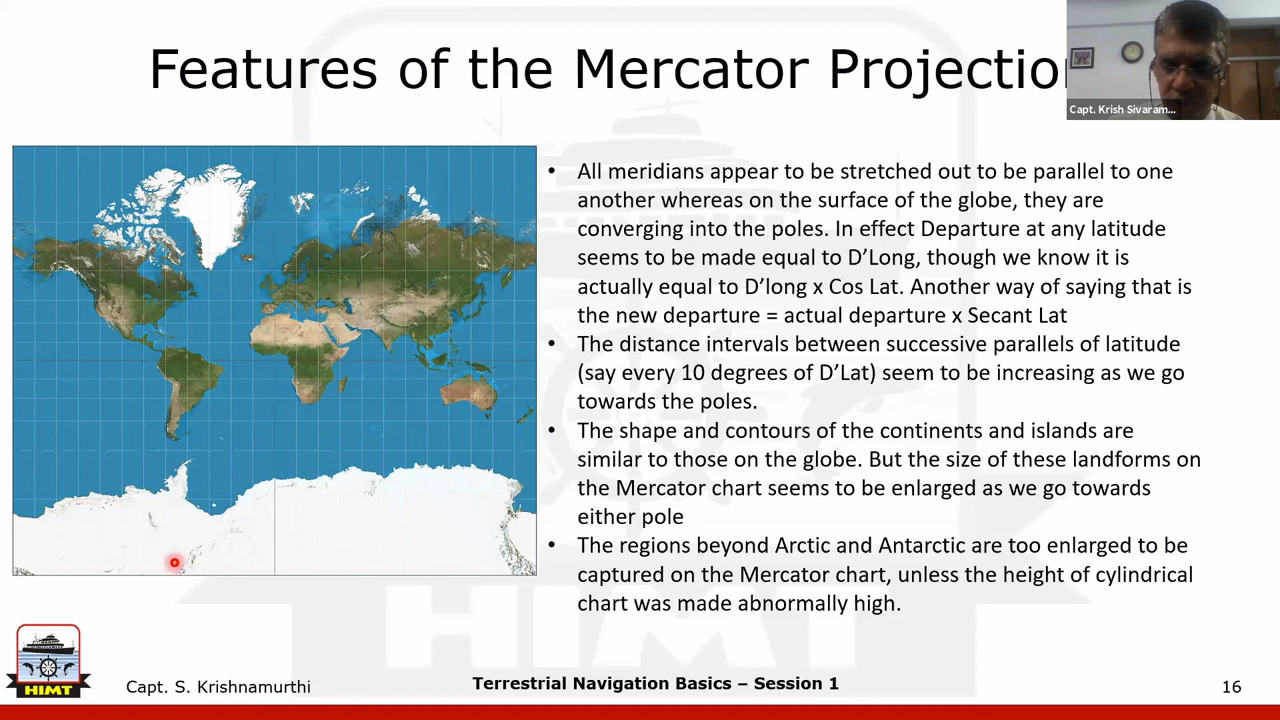 Features of the Mercator Projection
Capt. Krish Sivaram...
• All meridians appear to be stretched out to be parallel to one
another whereas on the surface of the globe, they are
converging into the poles. In effect Departure at any latitude
seems to be made equal to D’Long, though we know it is
actually equal to D’long x Cos Lat. Another way of saying that is
the new departure = actual departure x Secant Lat
• The distance intervals between successive parallels of latitude
(say every 10 degrees of D’Lat) seem to be increasing as we go
towards the poles.
• The shape and contours of the continents and islands are
similar to those on the globe. But the size of these landforms on
the Mercator chart seems to be enlarged as we go towards
either pole
• The regions beyond Arctic and Antarctic are too enlarged to be
captured on the Mercator chart, unless the height of cylindrical
chart was made abnormally high.
HIMT
HIMT
Capt. S. Krishnamurthi
Terrestrial Navigation Basics – Session 1
16